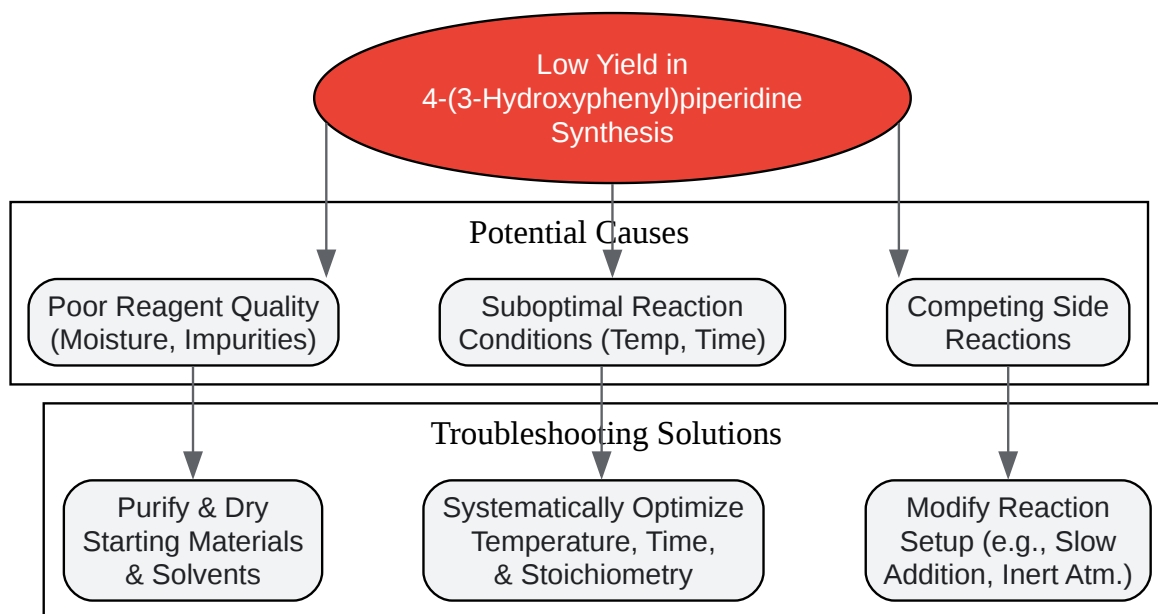 Low Yield in
4-(3-Hydroxyphenyl)piperidine
Synthesis
Potential Causes
Poor Reagent Quality
(Moisture, Impurities)
Suboptimal Reaction
Conditions (Temp, Time)
Competing Side
Reactions
Troubleshooting Solutions
Purify & Dry
Starting Materials
& Solvents
Systematically Optimize
Temperature, Time,
& Stoichiometry
Modify Reaction
Setup (e.g., Slow
Addition, Inert Atm.)